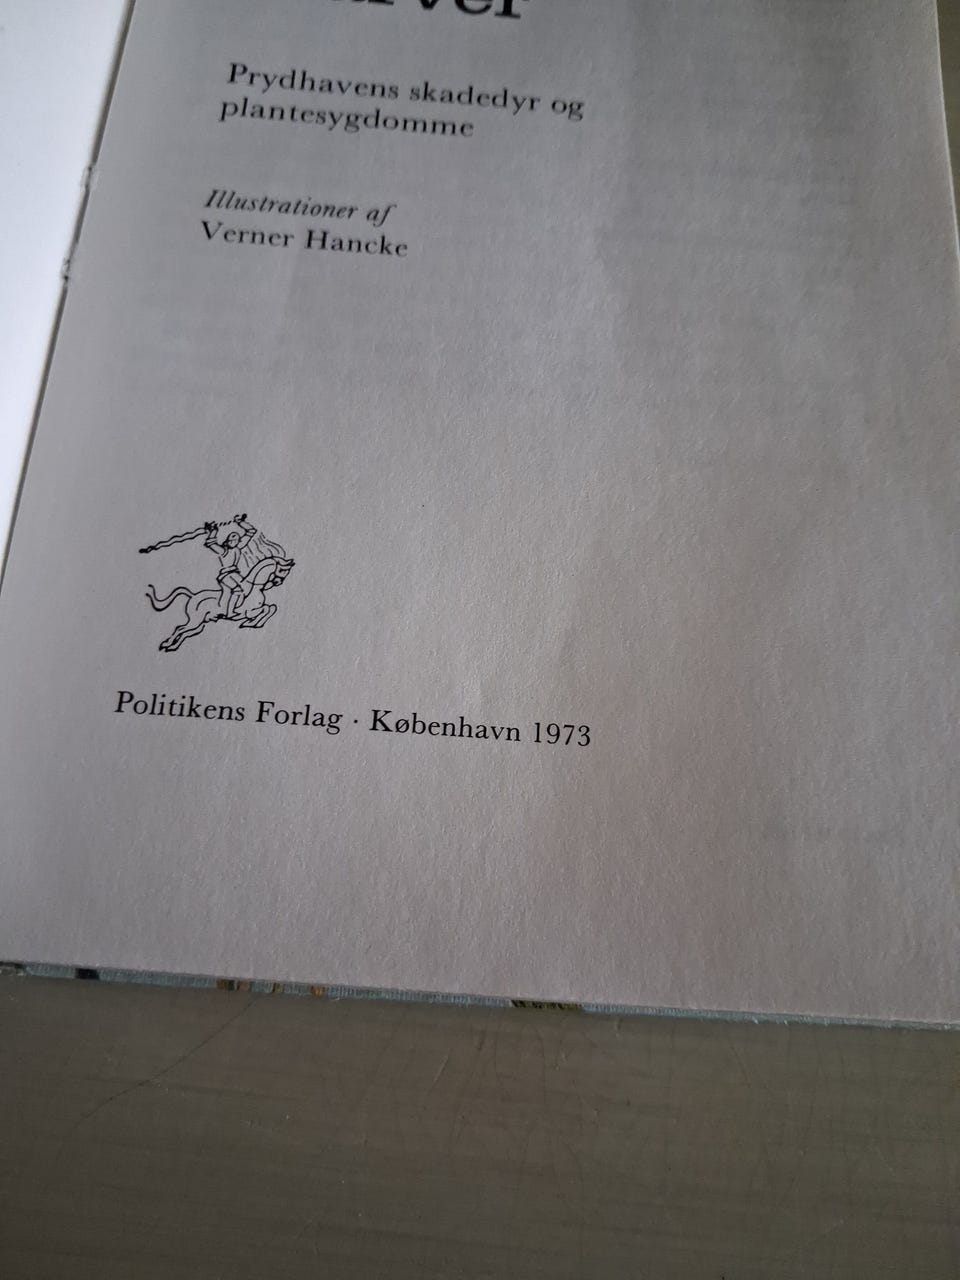 Prydhavens skadedyr og
plantesygdomme
Illustrationer af
Verner Hancke
Politikens Forlag · København 1973